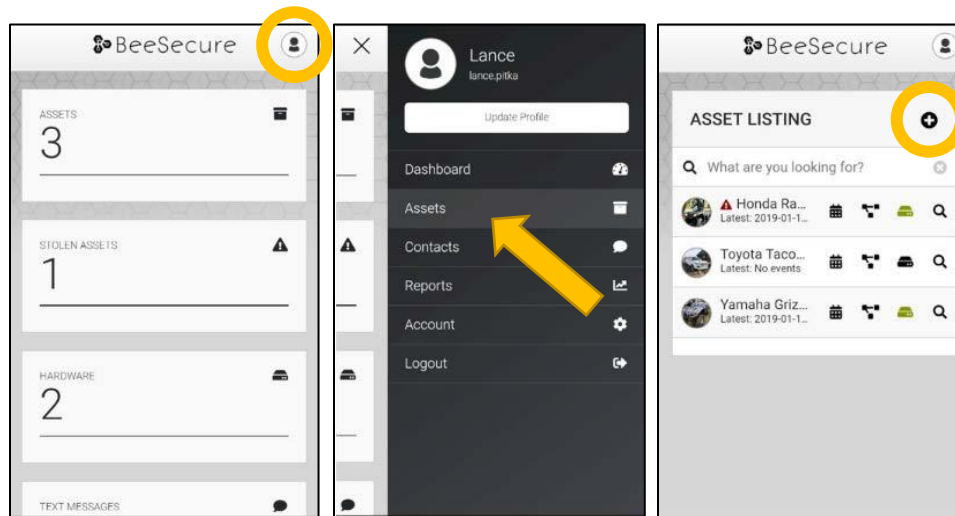 BeeSecure
ASSETS
3
STOLEN ASSETS
1
HARDWARE
2
TEXT MESSAGES
Lance
lance.pitka
Update Profile
Dashboard
Assets
Contacts
Reports
Account
Logout
BeeSecure
ASSET LISTING
What are you looking for?
Honda Ra...
Latest: 2019-01-1...
Toyota Taco...
Latest: No events
Yamaha Griz...
Latest: 2019-01-1...